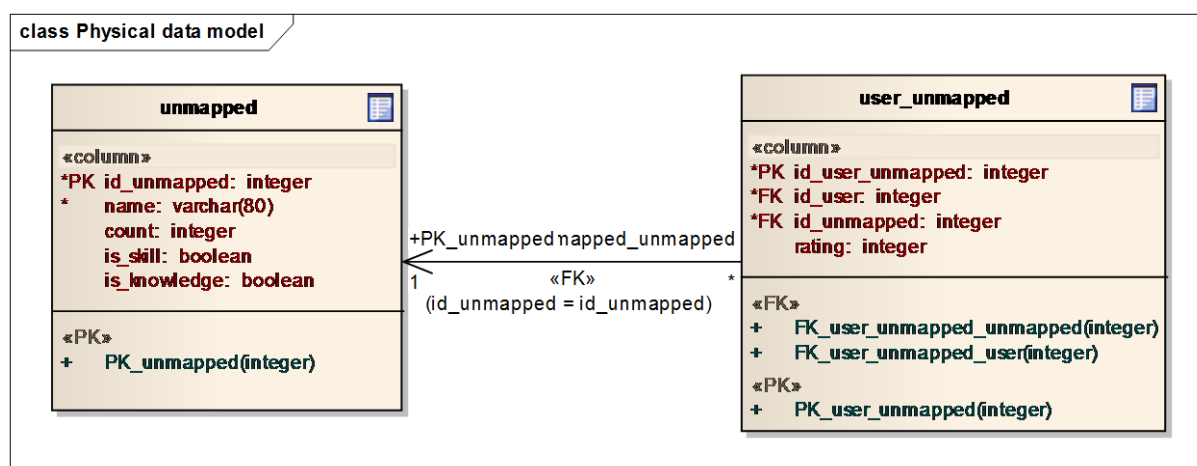 class Physical data model
unmapped
«column»
*PK id_unmapped: integer
* name: varchar(80)
count: integer
is_skill: boolean
is_knowledge: boolean
«PK»
+ PK_unmapped(integer)
+PK_unmapped
mapped_unmapped
1
«FK»
*
(id_unmapped = id_unmapped)
user_unmapped
«column»
*PK id_user_unmapped: integer
*FK id_user: integer
*FK id_unmapped: integer
rating: integer
«FK»
+ FK_user_unmapped_unmapped(integer)
+ FK_user_unmapped_user(integer)
«PK»
+ PK_user_unmapped(integer)